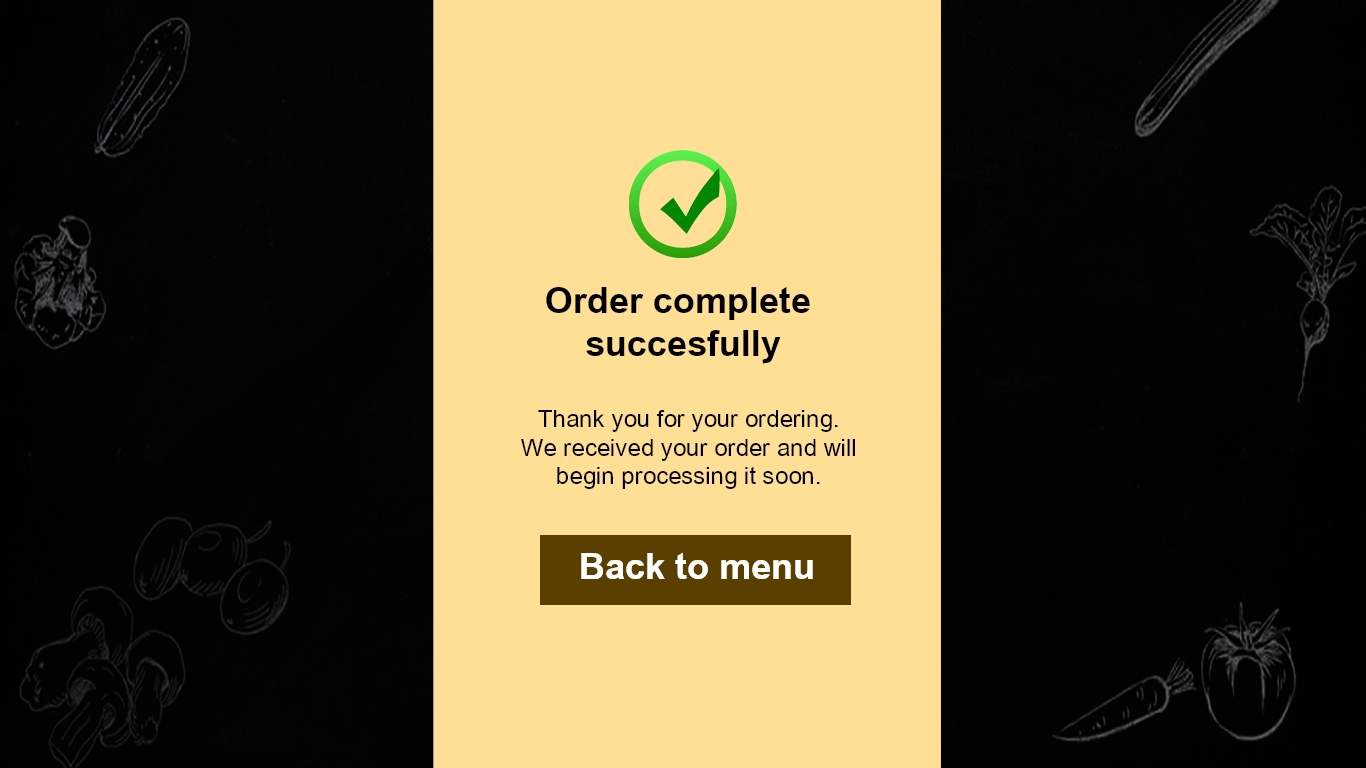 Order complete
succesfully
Thank you for your ordering.
We received your order and will
begin processing it soon.
Back to menu